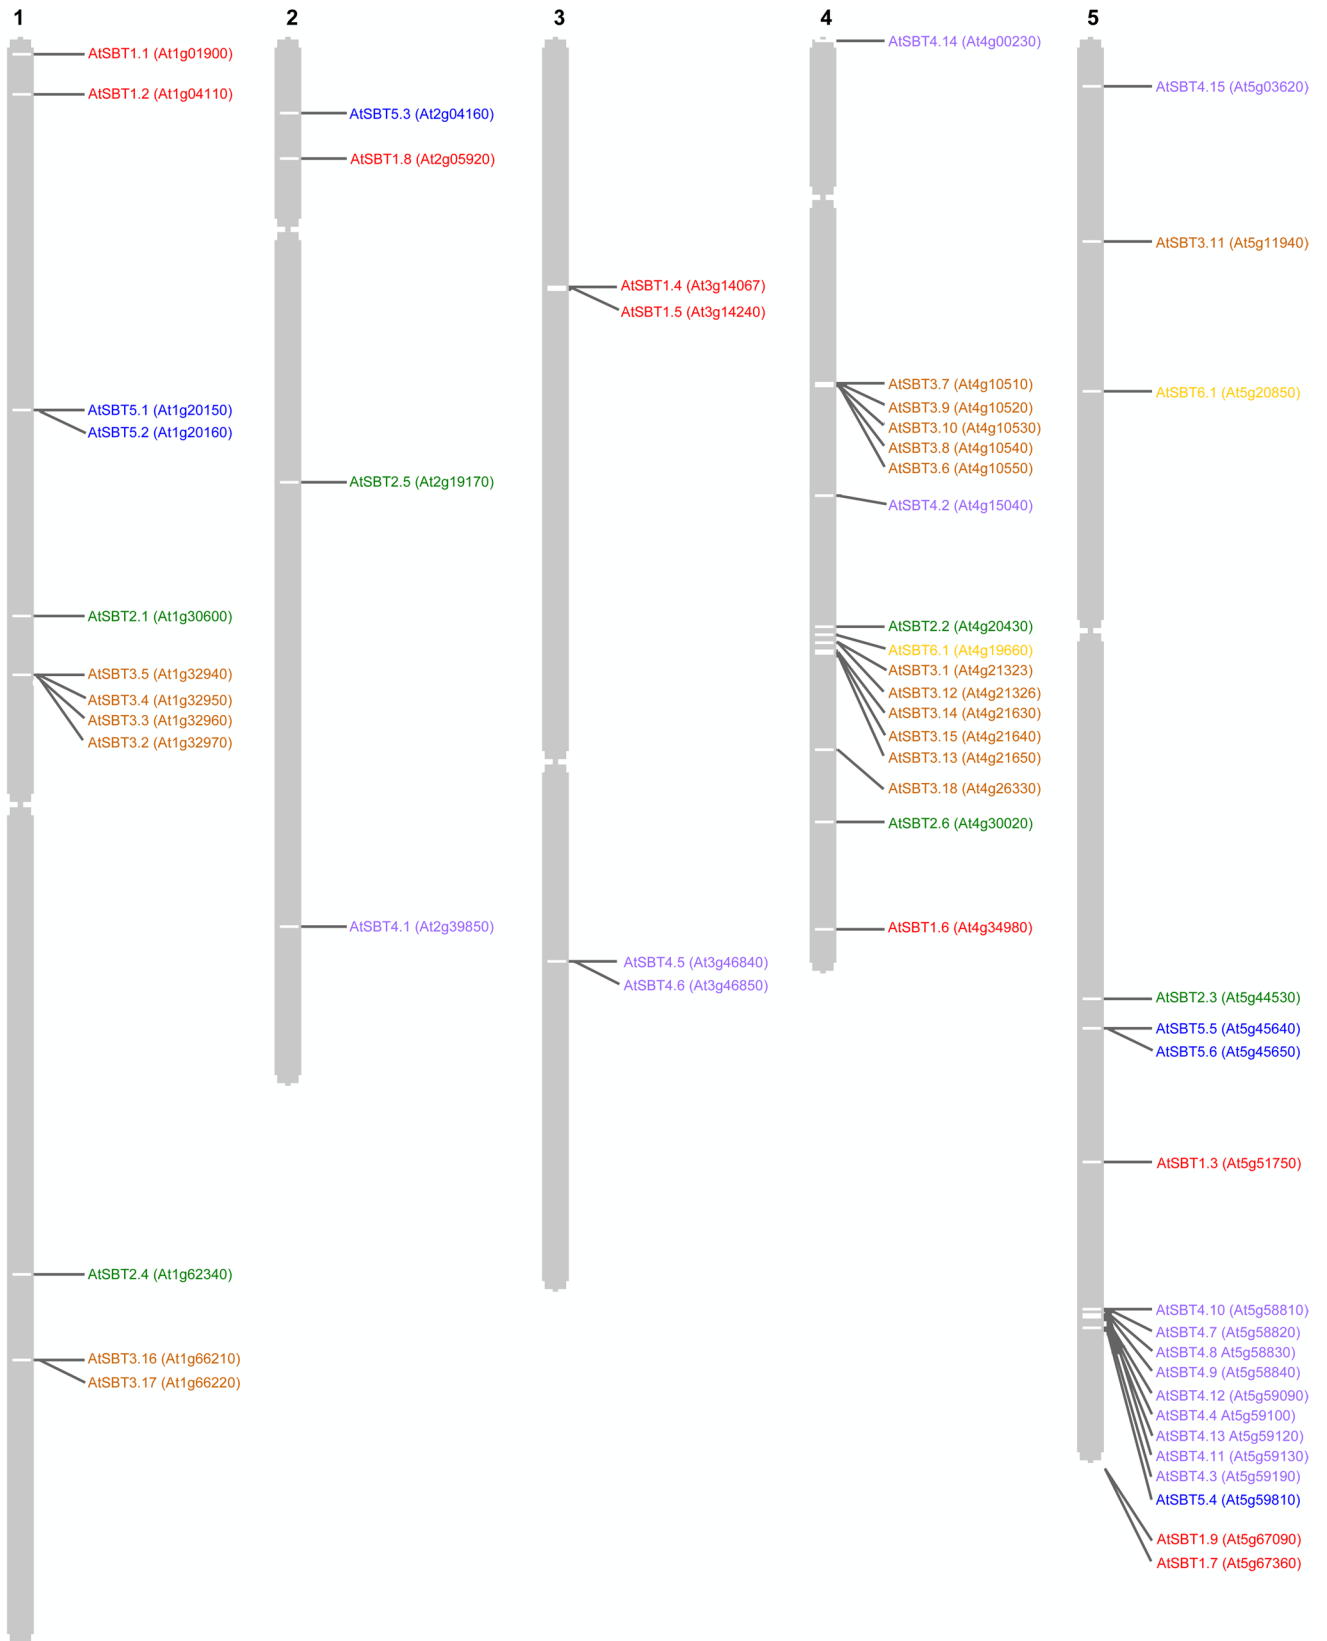 1
AtSBT1.1 (At1g01900)
AtSBT1.2 (At1g04110)
AtSBT5.1 (At1g20150)
AtSBT5.2 (At1g20160)
AtSBT2.1 (At1g30600)
AtSBT3.5 (At1g32940)
AtSBT3.4 (At1g32950)
AtSBT3.3 (At1g32960)
AtSBT3.2 (At1g32970)
AtSBT2.4 (At1g62340)
AtSBT3.16 (At1g66210)
AtSBT3.17 (At1g66220)
2
AtSBT5.3 (At2g04160)
AtSBT1.8 (At2g05920)
AtSBT2.5 (At2g19170)
AtSBT4.1 (At2g39850)
3
AtSBT1.4 (At3g14067)
AtSBT1.5 (At3g14240)
AtSBT4.5 (At3g46840)
AtSBT4.6 (At3g46850)
4
AtSBT4.14 (At4g00230)
AtSBT3.7 (At4g10510)
AtSBT3.9 (At4g10520)
AtSBT3.10 (At4g10530)
AtSBT3.8 (At4g10540)
AtSBT3.6 (At4g10550)
AtSBT4.2 (At4g15040)
AtSBT2.2 (At4g20430)
AtSBT6.1 (At4g19660)
AtSBT3.1 (At4g21323)
AtSBT3.12 (At4g21326)
AtSBT3.14 (At4g21630)
AtSBT3.15 (At4g21640)
AtSBT3.13 (At4g21650)
AtSBT3.18 (At4g26330)
AtSBT2.6 (At4g30020)
AtSBT1.6 (At4g34980)
5
AtSBT4.15 (At5g03620)
AtSBT3.11 (At5g11940)
AtSBT6.1 (At5g20850)
AtSBT2.3 (At5g44530)
AtSBT5.5 (At5g45640)
AtSBT5.6 (At5g45650)
AtSBT1.3 (At5g51750)
AtSBT4.10 (At5g58810)
AtSBT4.7 (At5g58820)
AtSBT4.8 At5g58830)
AtSBT4.9 (At5g58840)
AtSBT4.12 (At5g59090)
AtSBT4.4 At5g59100)
AtSBT4.13 At5g59120)
AtSBT4.11 (At5g59130)
AtSBT4.3 (At5g59190)
AtSBT5.4 (At5g59810)
AtSBT1.9 (At5g67090)
AtSBT1.7 (At5g67360)